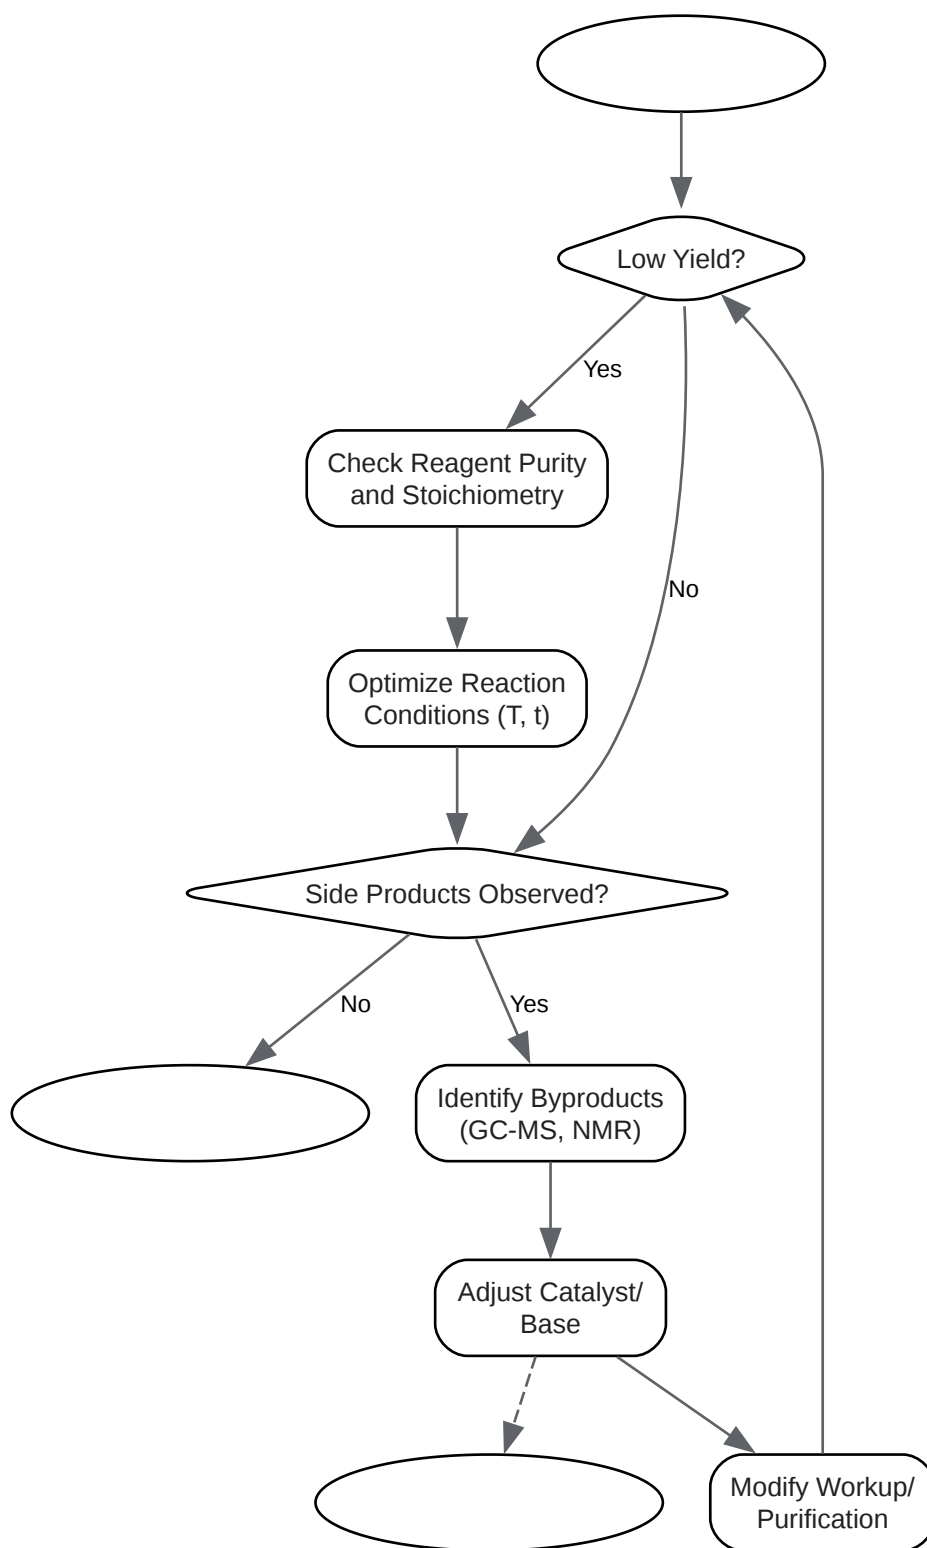 Low Yield?
Yes
Check Reagent Purity
and Stoichiometry
No
Optimize Reaction
Conditions (T, t)
Side Products Observed?
No
Yes
Identify Byproducts
(GC-MS, NMR)
Adjust Catalyst/
Base
Modify Workup/
Purification